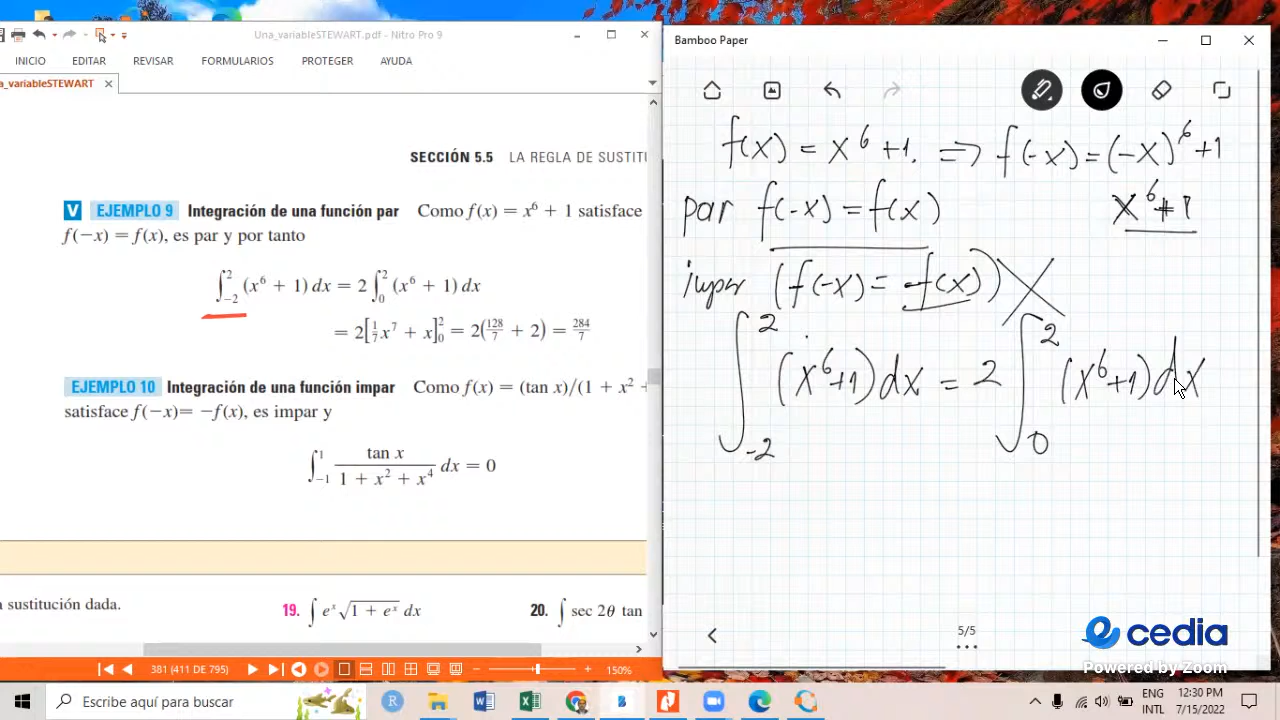 Una_variableSTEWART.pdf - Nitro Pro 9
INICIO EDITAR REVISAR FORMULARIOS PROTEGER AYUDA
a_variableSTEWART
SECCIÓN 5.5 LA REGLA DE SUSTITU
V EJEMPLO 9 Integración de una función par Como f(x) = x⁶ + 1 satisface
f(−x) = f(x), es par y por tanto
∫₋₂² (x⁶ + 1) dx = 2 ∫₀² (x⁶ + 1) dx
= 2[1/7 x⁷ + x]₀² = 2(128/7 + 2) = 284/7
EJEMPLO 10 Integración de una función impar Como f(x) = (tan x)/(1 + x² +
satisface f(−x)= −f(x), es impar y
∫₋₁¹ tan x / (1 + x² + x⁴) dx = 0
a sustitución dada.
19. ∫ eˣ √(1 + eˣ) dx
20. ∫ sec 2θ tan
381 (411 DE 795)
150%
Bamboo Paper
f(x) = x⁶ +1. ⇒ f(-x) = (-x)⁶ +1
par f(-x) = f(x) x⁶+1
(f(-x) = -f(x))
∫₋₂² (x⁶+1)dx = 2 ∫₀² (x⁶+1)dx
5/5
cedia
Powered by Zoom
Escribe aquí para buscar
ENG
INTL
12:30 PM
7/15/2022